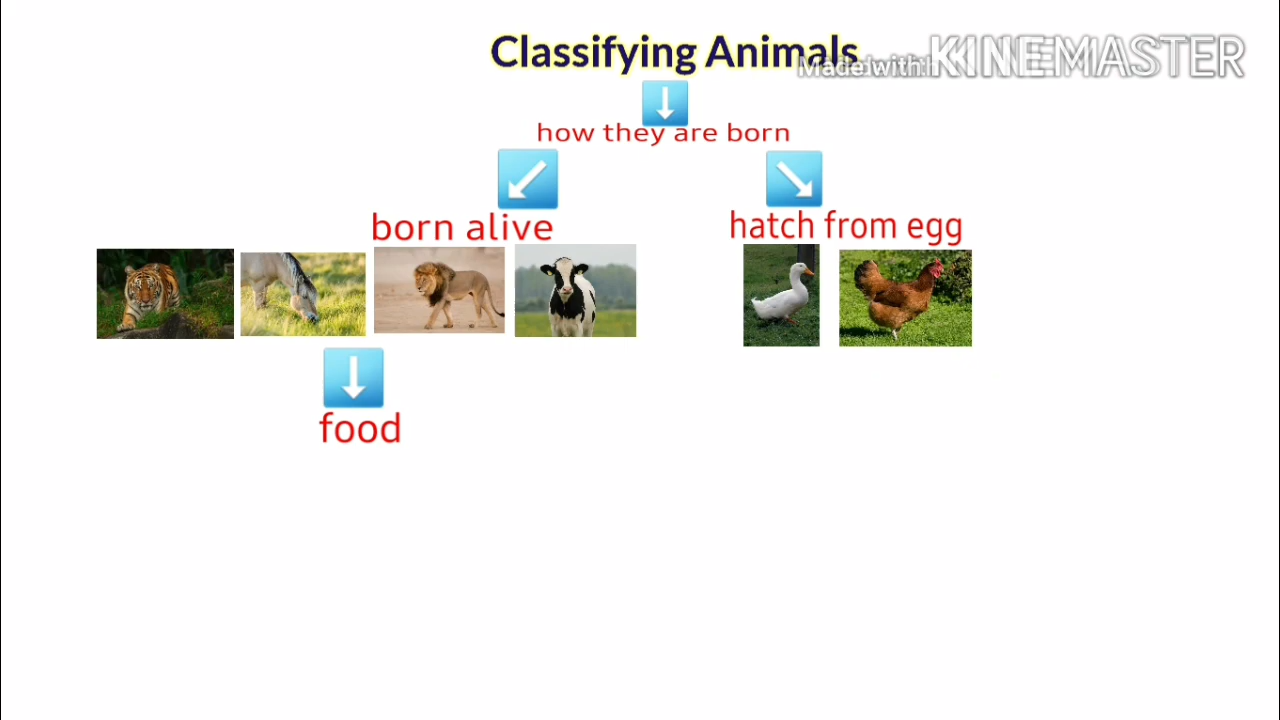 Classifying Animals
Made with KINEMASTER
how they are born
born alive
hatch from egg
food